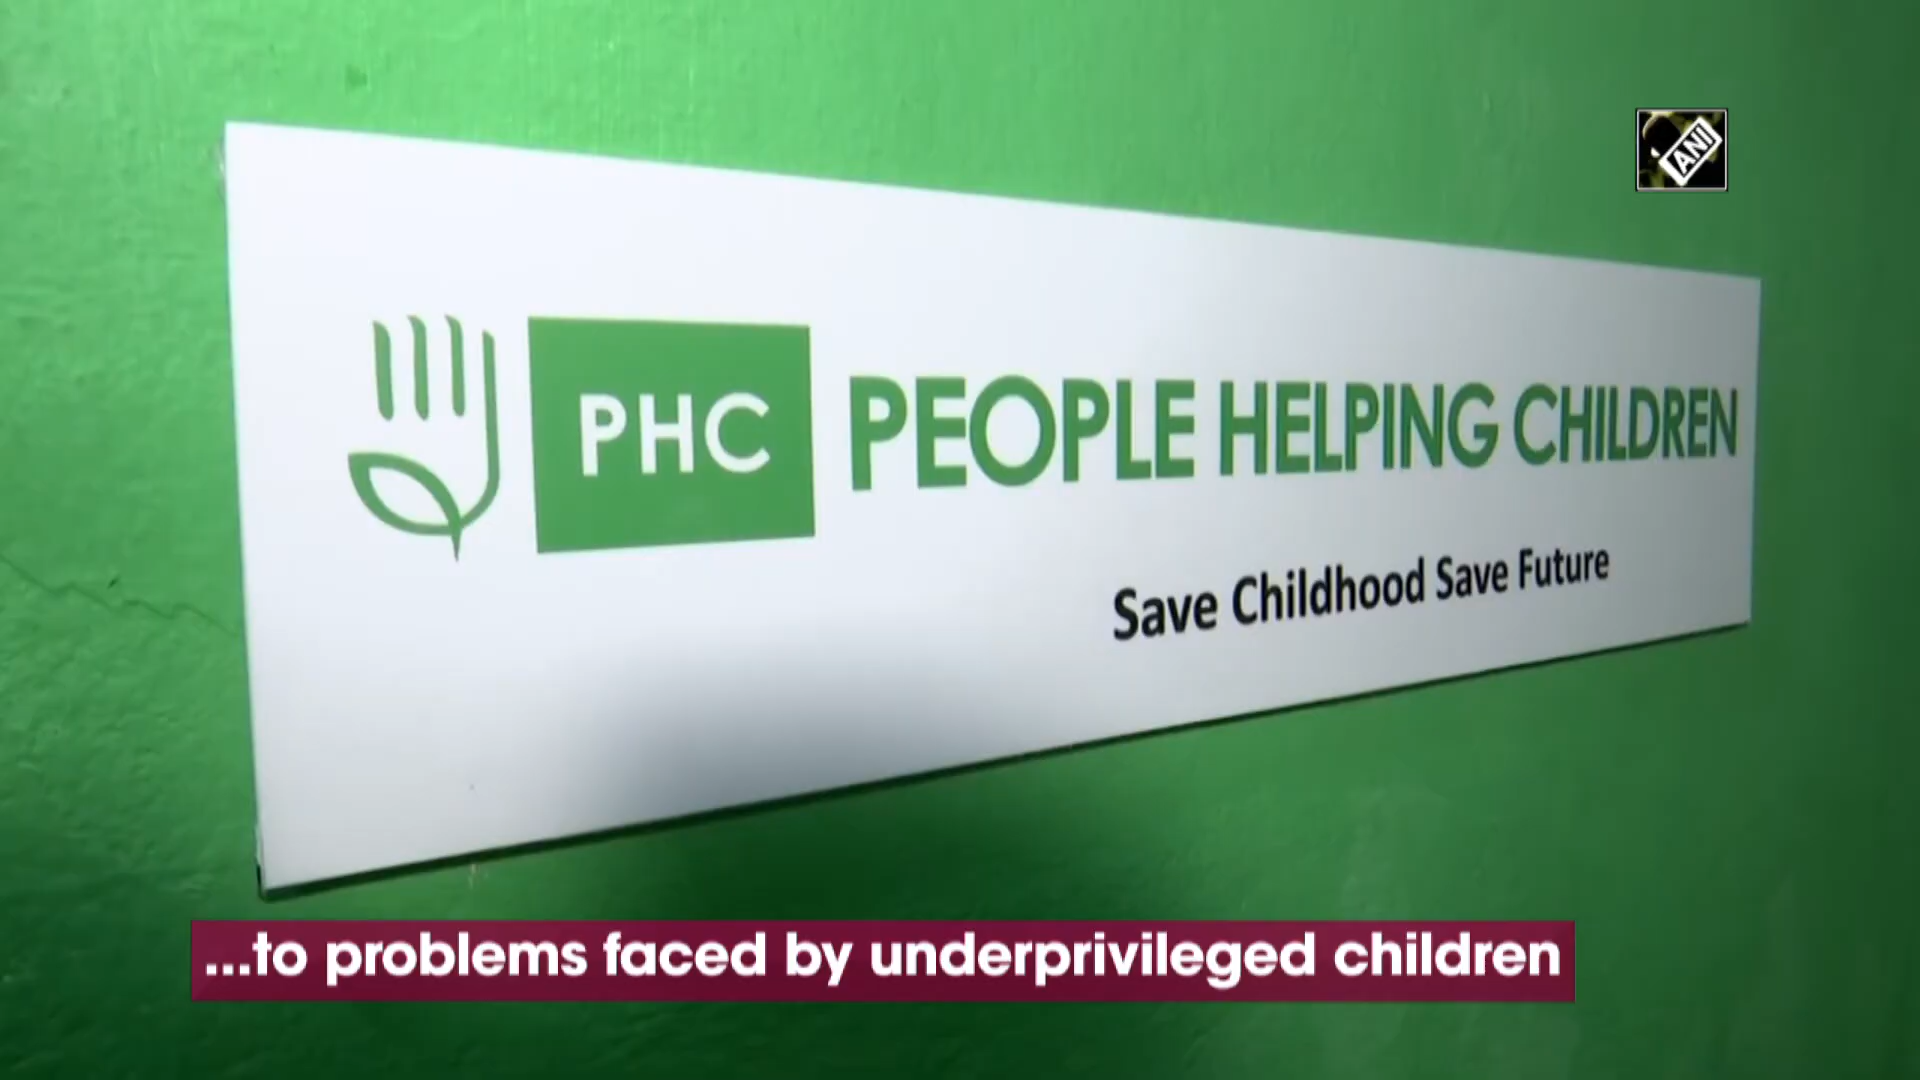 ANI
PHC PEOPLE HELPING CHILDREN
Save Childhood Save Future
...to problems faced by underprivileged children